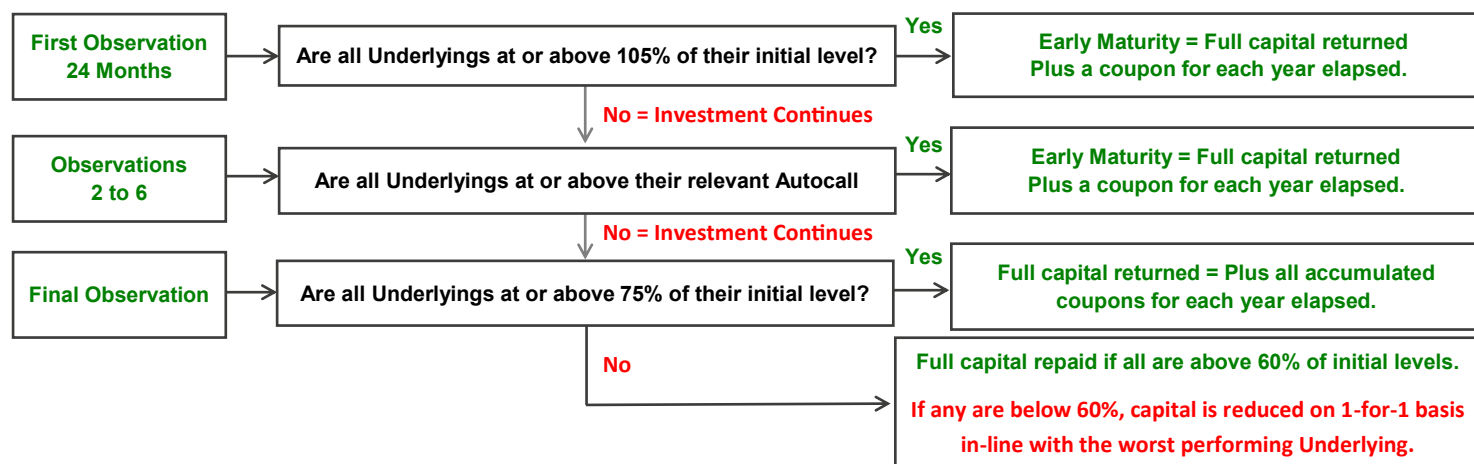 First Observation
24 Months
Are all Underlyings at or above 105% of their initial level?
Yes
Early Maturity = Full capital returned
Plus a coupon for each year elapsed.
No = Investment Continues
Observations
2 to 6
Are all Underlyings at or above their relevant Autocall
Yes
Early Maturity = Full capital returned
Plus a coupon for each year elapsed.
No = Investment Continues
Final Observation
Are all Underlyings at or above 75% of their initial level?
Yes
Full capital returned = Plus all accumulated
coupons for each year elapsed.
No
Full capital repaid if all are above 60% of initial levels.
If any are below 60%, capital is reduced on 1-for-1 basis
in-line with the worst performing Underlying.